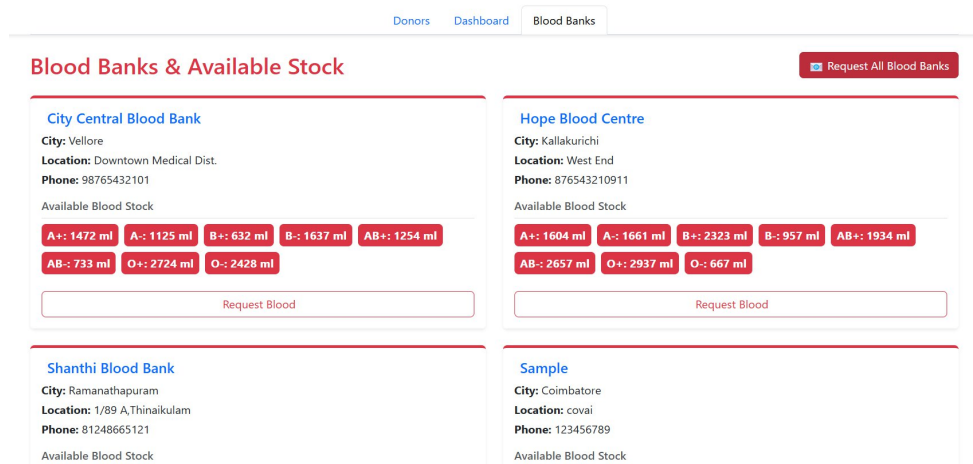 Donors Dashboard Blood Banks
Blood Banks & Available Stock
Request All Blood Banks
City Central Blood Bank
City: Vellore
Location: Downtown Medical Dist.
Phone: 98765432101
Available Blood Stock
A+: 1472 ml A-: 1125 ml B+: 632 ml B-: 1637 ml AB+: 1254 ml
AB-: 733 ml O+: 2724 ml O-: 2428 ml
Request Blood
Hope Blood Centre
City: Kallakurichi
Location: West End
Phone: 876543210911
Available Blood Stock
A+: 1604 ml A-: 1661 ml B+: 2323 ml B-: 957 ml AB+: 1934 ml
AB-: 2657 ml O+: 2937 ml O-: 667 ml
Request Blood
Shanthi Blood Bank
City: Ramanathapuram
Location: 1/89 A,Thinaikulam
Phone: 81248665121
Available Blood Stock
Sample
City: Coimbatore
Location: covai
Phone: 123456789
Available Blood Stock